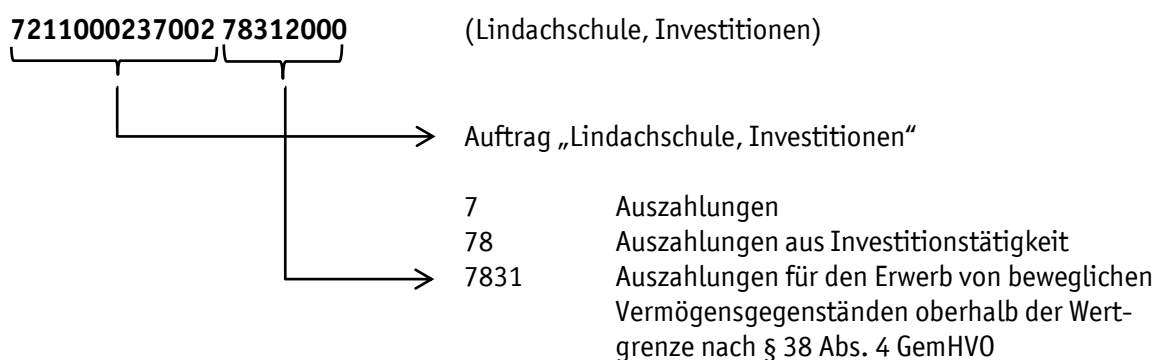 7211000237002 78312000 (Lindachschule, Investitionen)
Auftrag „Lindachschule, Investitionen“
7 Auszahlungen
78 Auszahlungen aus Investitionstätigkeit
7831 Auszahlungen für den Erwerb von beweglichen
Vermögensgegenständen oberhalb der Wert-
grenze nach § 38 Abs. 4 GemHVO